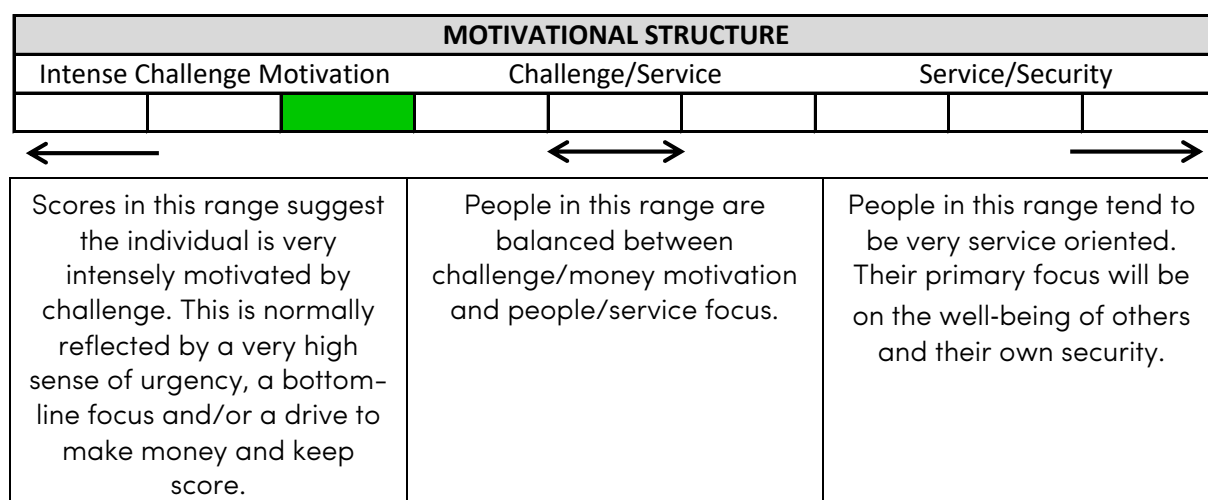 MOTIVATIONAL STRUCTURE
Intense Challenge Motivation
Challenge/Service
Service/Security
Scores in this range suggest
the individual is very
intensely motivated by
challenge. This is normally
reflected by a very high
sense of urgency, a bottom-
line focus and/or a drive to
make money and keep
score.
People in this range are
balanced between
challenge/money motivation
and people/service focus.
People in this range tend to
be very service oriented.
Their primary focus will be
on the well-being of others
and their own security.